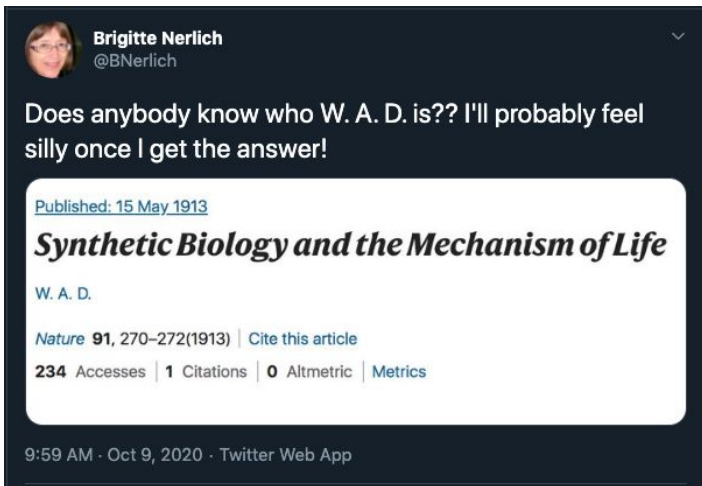 Brigitte Nerlich
@BNerlich
Does anybody know who W. A. D. is?? I'll probably feel
silly once I get the answer!
Published: 15 May 1913
Synthetic Biology and the Mechanism of Life
W. A. D.
Nature 91, 270–272(1913) | Cite this article
234 Accesses | 1 Citations | 0 Altmetric | Metrics
9:59 AM · Oct 9, 2020 · Twitter Web App